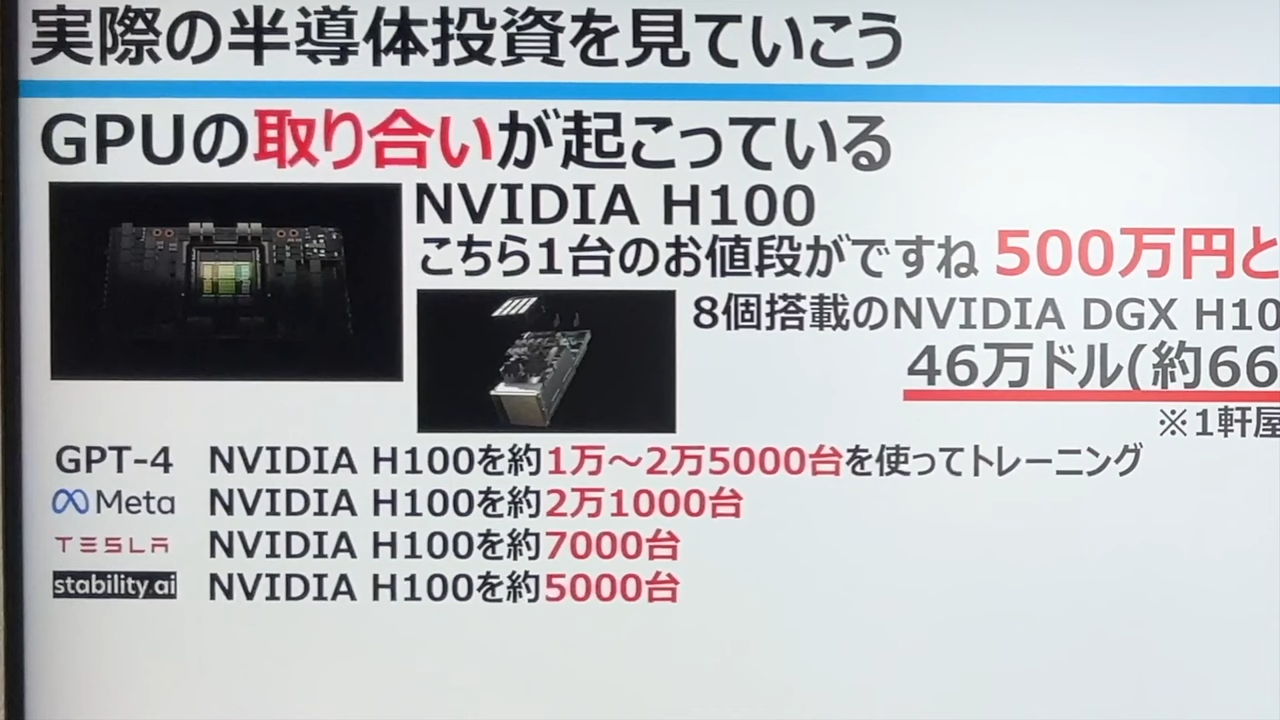 実際の半導体投資を見ていこう
GPUの取り合いが起こっている
NVIDIA H100
こちら1台のお値段がですね 500万円と
8個搭載のNVIDIA DGX H10
46万ドル(約66
※1軒屋
GPT-4 NVIDIA H100を約1万～2万5000台を使ってトレーニング
Meta NVIDIA H100を約2万1000台
TESLA NVIDIA H100を約7000台
stability.ai NVIDIA H100を約5000台